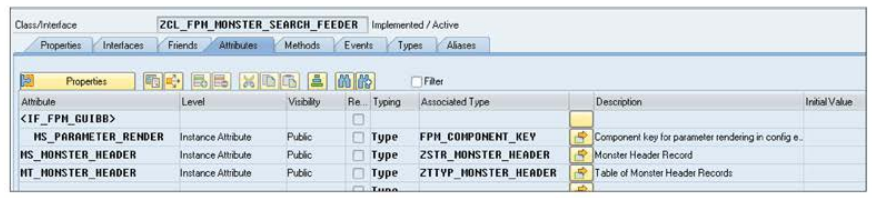 Class/Interface ZCL_FPM_MONSTER_SEARCH_FEEDER Implemented / Active
Properties Interfaces Friends Attributes Methods Events Types Aliases
Properties Filter
Attribute Level Visibility Re... Typing Associated Type Description Initial Value
<IF_FPM_GUIBB>
MS_PARAMETER_RENDER Instance Attribute Public Type FPM_COMPONENT_KEY Component key for parameter rendering in config e..
MS_MONSTER_HEADER Instance Attribute Public Type ZSTR_MONSTER_HEADER Monster Header Record
MT_MONSTER_HEADER Instance Attribute Public Type ZTTYP_MONSTER_HEADER Table of Monster Header Records
Type